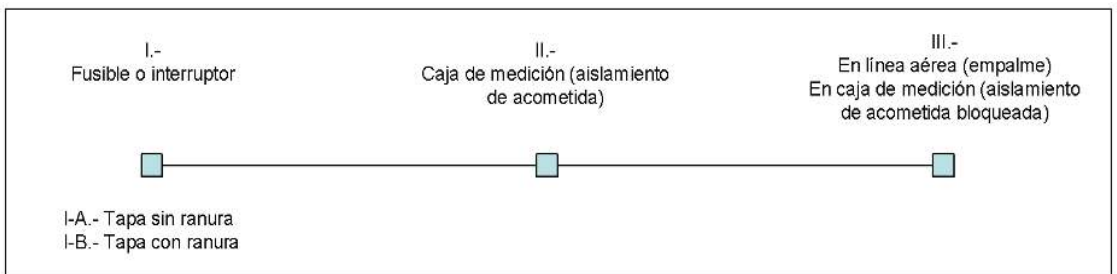 I.-
Fusible o interruptor
II.-
Caja de medición (aislamiento
de acometida)
III.-
En línea aérea (empalme)
En caja de medición (aislamiento
de acometida bloqueada)
I-A.- Tapa sin ranura
I-B.- Tapa con ranura